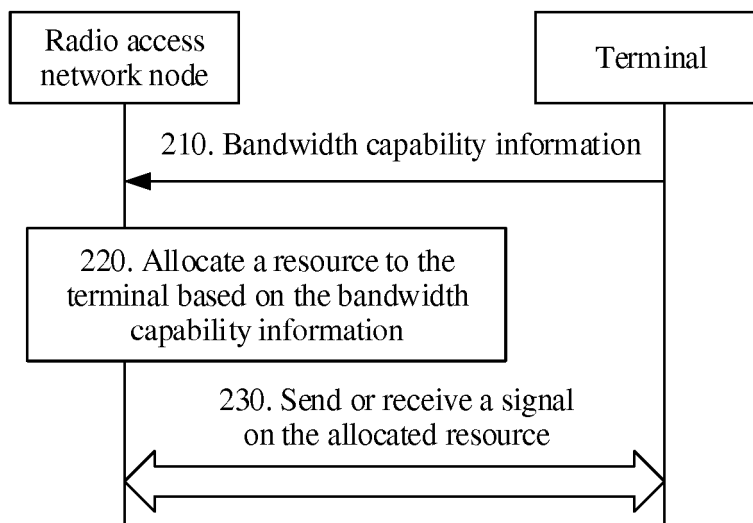 Radio access
network node
Terminal
210. Bandwidth capability information
220. Allocate a resource to the
terminal based on the bandwidth
capability information
230. Send or receive a signal
on the allocated resource